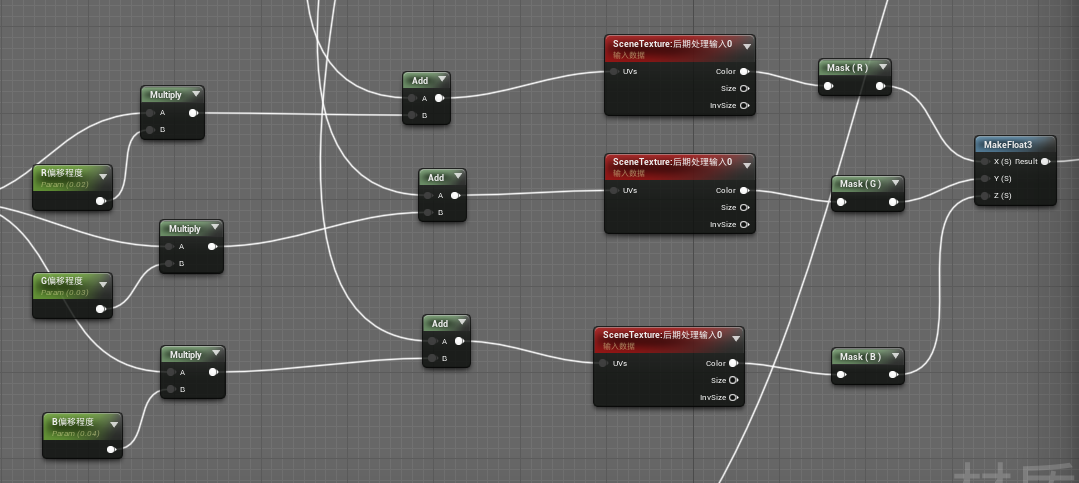 SceneTexture:后期处理输入0
输入数据
UVs
Color
Size
InvSize
Mask ( R )
Add
A
B
Multiply
A
B
R偏移程度
Param (0.02)
MakeFloat3
X (S) Result
Y (S)
Z (S)
SceneTexture:后期处理输入0
输入数据
UVs
Color
Size
InvSize
Mask ( G )
Add
A
B
Multiply
A
B
G偏移程度
Param (0.03)
SceneTexture:后期处理输入0
输入数据
UVs
Color
Size
InvSize
Mask ( B )
Add
A
B
Multiply
A
B
B偏移程度
Param (0.04)